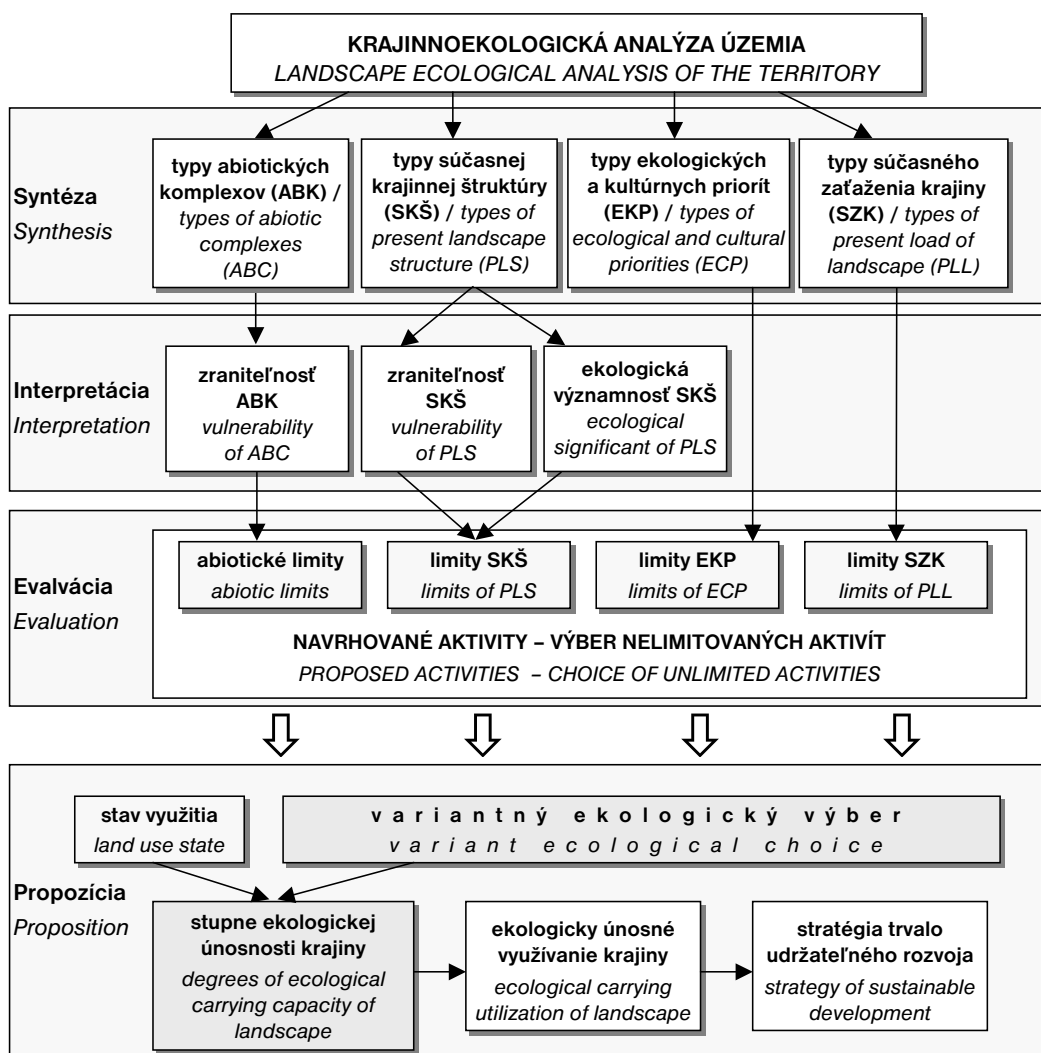 KRAJINNOEKOLOGICKÁ ANALÝZA ÚZEMIA
LANDSCAPE ECOLOGICAL ANALYSIS OF THE TERRITORY
Syntéza
Synthesis
typy abiotických
komplexov (ABK) /
types of abiotic
complexes
(ABC)
typy súčasnej
krajinnej štruktúry
(SKŠ) / types of
present landscape
structure (PLS)
typy ekologických
a kultúrnych priorít
(EKP) / types of
ecological and cultural
priorities (ECP)
typy súčasného
zaťaženia krajiny
(SZK) / types of
present load of
landscape (PLL)
Interpretácia
Interpretation
zraniteľnosť
ABK
vulnerability
of ABC
zraniteľnosť
SKŠ
vulnerability
of PLS
ekologická
významnosť SKŠ
ecological
significant of PLS
Evalvácia
Evaluation
abiotické limity
abiotic limits
limity SKŠ
limits of PLS
limity EKP
limits of ECP
limity SZK
limits of PLL
NAVRHOVANÉ AKTIVITY – VÝBER NELIMITOVANÝCH AKTIVÍT
PROPOSED ACTIVITIES – CHOICE OF UNLIMITED ACTIVITIES
Propozícia
Proposition
stav využitia
land use state
variantný ekologický výber
variant ecological choice
stupne ekologickej
únosnosti krajiny
degrees of ecological
carrying capacity of
landscape
ekologicky únosné
využívanie krajiny
ecological carrying
utilization of landscape
stratégia trvalo
udržateľného rozvoja
strategy of sustainable
development